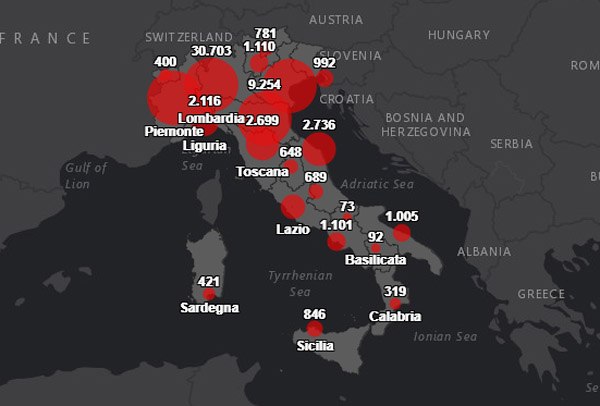 AUSTRIA
781
FRANCE
SWITZERLAND
HUNGARY
30.703
1.110
SLOVENIA
400
992
ROM
9.254
2.116
CROATIA
Lombardia
2.699
Piemonte
2.736
BOSNIA AND
HERZEGOVINA
Liguria
Ligurian
Sea
648
SERBIA
Gulf of
Lion
Toscana
689
Adriatic Sea
B
73
1.005
Lazio
1.101
92
Basilicata
ALBANIA
Tyrrhenian
Sea
421
Sardegna
319
Calabria
GREECE
846
Sicilia
Ionian Sea
Se